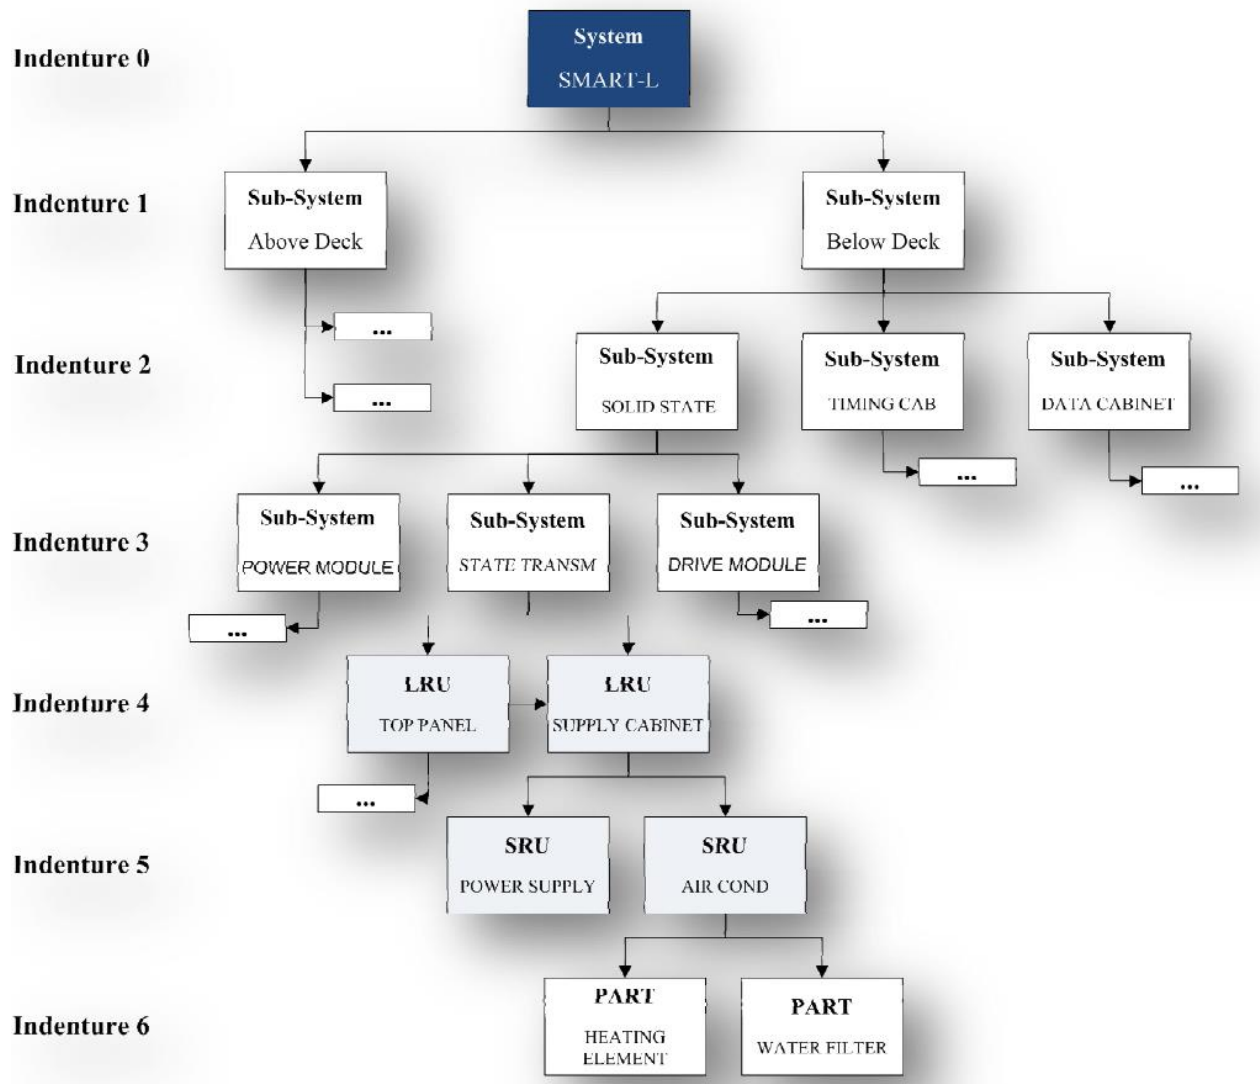 System
Indenture 0
SMART-L
Indenture 1
Sub-System
Above Deck
Sub-System
Below Deck
...
...
Indenture 2
Sub-System
SOLID STATE
Sub-System
TIMING CAB
Sub-System
DATA CABINET
...
...
Indenture 3
Sub-System
POWER MODULE
Sub-System
STATE TRANSM
Sub-System
DRIVE MODULE
...
...
Indenture 4
LRU
TOP PANEL
LRU
SUPPLY CABINET
...
Indenture 5
SRU
POWER SUPPLY
SRU
AIR COND
Indenture 6
PART
HEATING
ELEMENT
PART
WATER FILTER